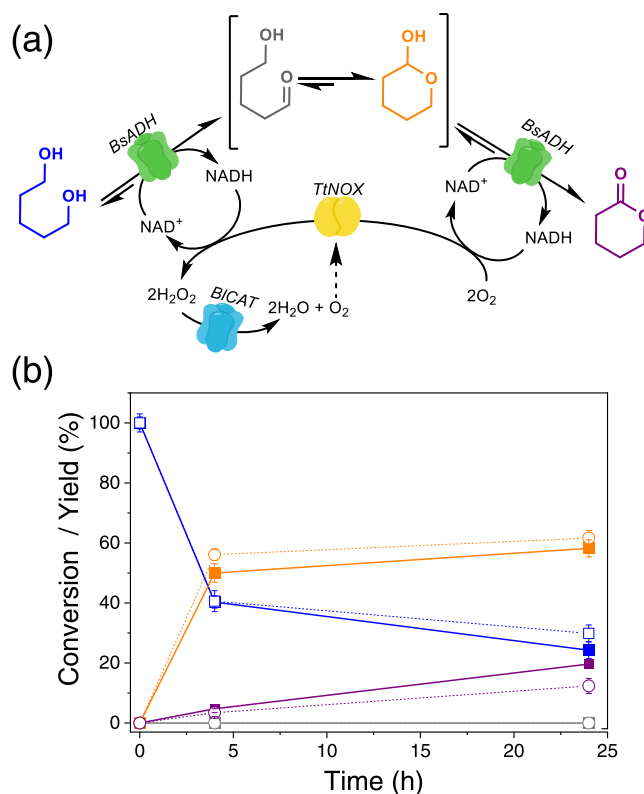 (a)
OH
O
OH
O
BsADH
BsADH
OH
OH
NADH
TtNOX
NAD⁺
O
O
NAD⁺
NADH
2H₂O₂
BlCAT
2H₂O + O₂
2O₂
(b)
Conversion / Yield (%)
100
80
60
40
20
0
0
5
10
15
20
25
Time (h)